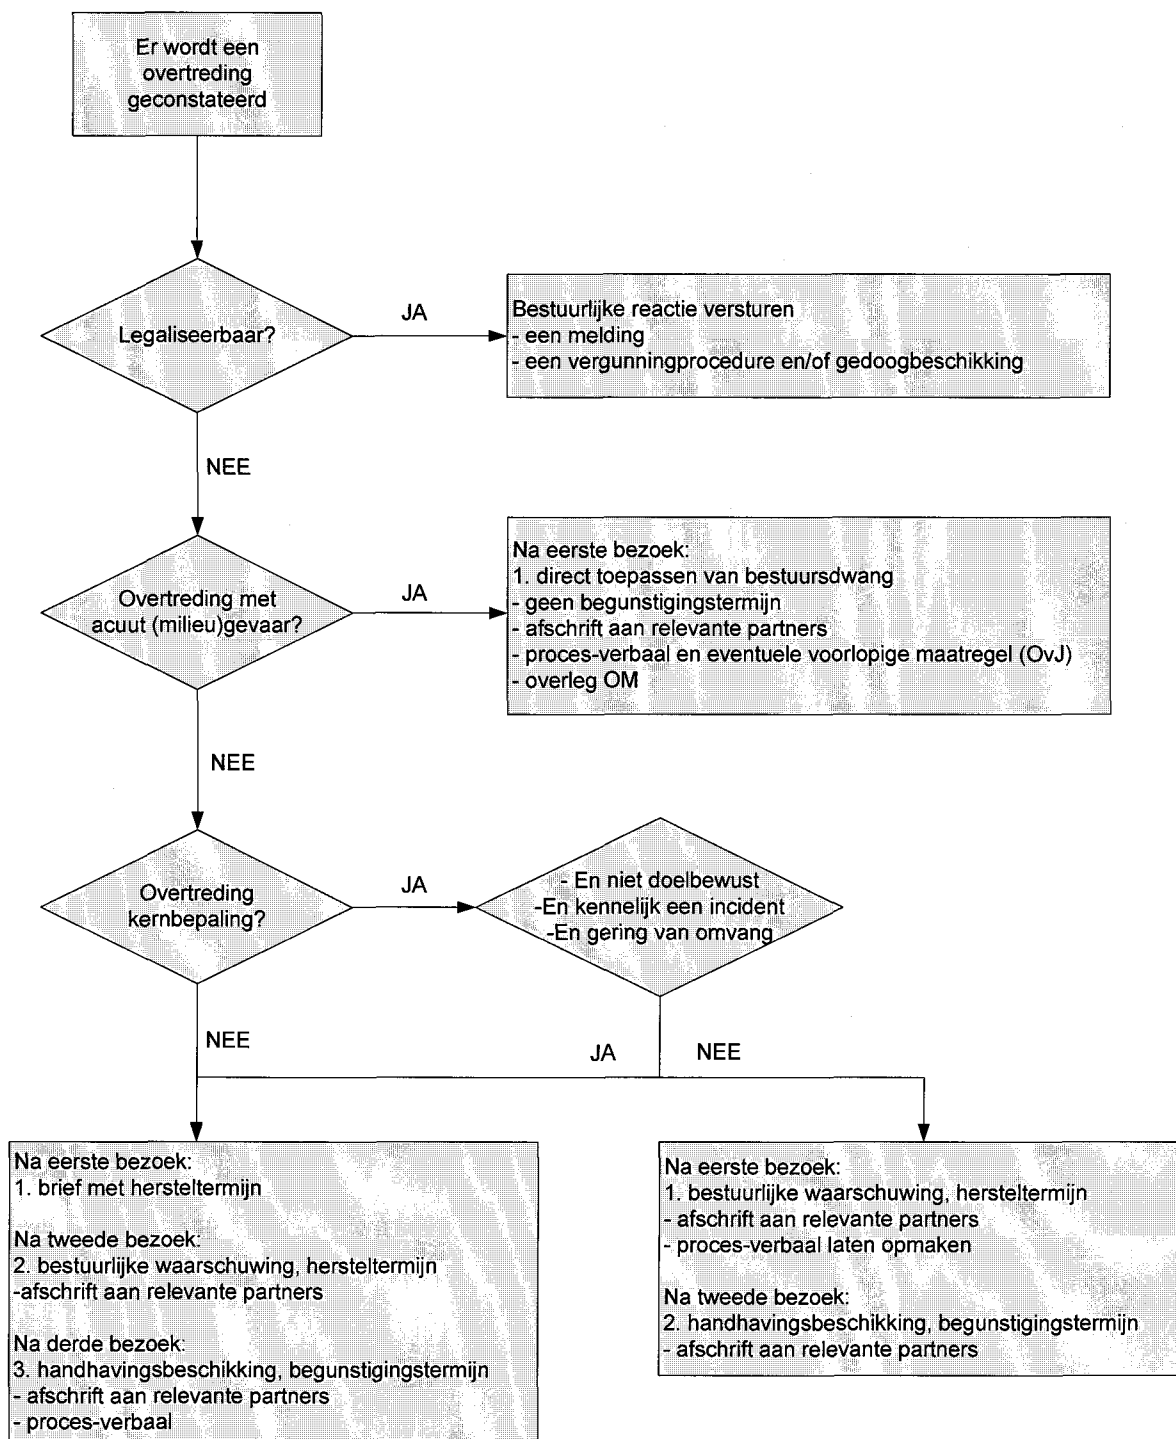 Er wordt een
overtreding
geconstateerd
Legaliseerbaar?
JA
Bestuurlijke reactie versturen
- een melding
- een vergunningprocedure en/of gedoogbeschikking
NEE
Overtreding met
acuut (milieu)gevaar?
JA
Na eerste bezoek:
1. direct toepassen van bestuursdwang
- geen begunstigingstermijn
- afschrift aan relevante partners
- proces-verbaal en eventuele voorlopige maatregel (OvJ)
- overleg OM
NEE
Overtreding
kernbepaling?
JA
- En niet doelbewust
-En kennelijk een incident
-En gering van omvang
NEE
JA
NEE
Na eerste bezoek:
1. brief met hersteltermijn
Na tweede bezoek:
2. bestuurlijke waarschuwing, hersteltermijn
-afschrift aan relevante partners
Na derde bezoek:
3. handhavingsbeschikking, begunstigingstermijn
- afschrift aan relevante partners
- proces-verbaal
Na eerste bezoek:
1. bestuurlijke waarschuwing, hersteltermijn
- afschrift aan relevante partners
- proces-verbaal laten opmaken
Na tweede bezoek:
2. handhavingsbeschikking, begunstigingstermijn
- afschrift aan relevante partners